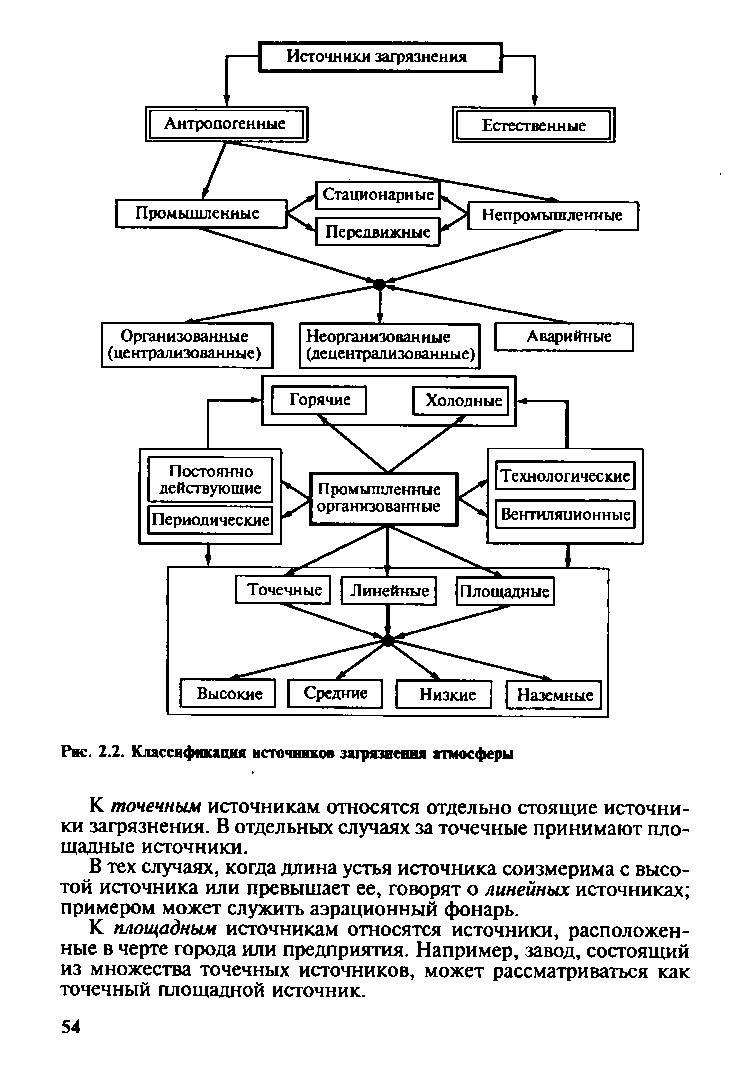 Источники загрязнения
Антропогенные
Естественные
Стационарные
Промышленные
Непромышленные
Передвижные
Организованные
(централизованные)
Неорганизованные
(децентрализованные)
Аварийные
Горячие
Холодные
Постоянно
действующие
Периодические
Промышленные
организованные
Технологические
Вентиляционные
Точечные
Линейные
Площадные
Высокие
Средние
Низкие
Наземные
Рис. 2.2. Классификация источников загрязнения атмосферы
К точечным источникам относятся отдельно стоящие источни-
ки загрязнения. В отдельных случаях за точечные принимают пло-
щадные источники.
В тех случаях, когда длина устья источника соизмерима с высо-
той источника или превышает ее, говорят о линейных источниках;
примером может служить аэрационный фонарь.
К площадным источникам относятся источники, расположен-
ные в черте города или предприятия. Например, завод, состоящий
из множества точечных источников, может рассматриваться как
точечный площадной источник.
54